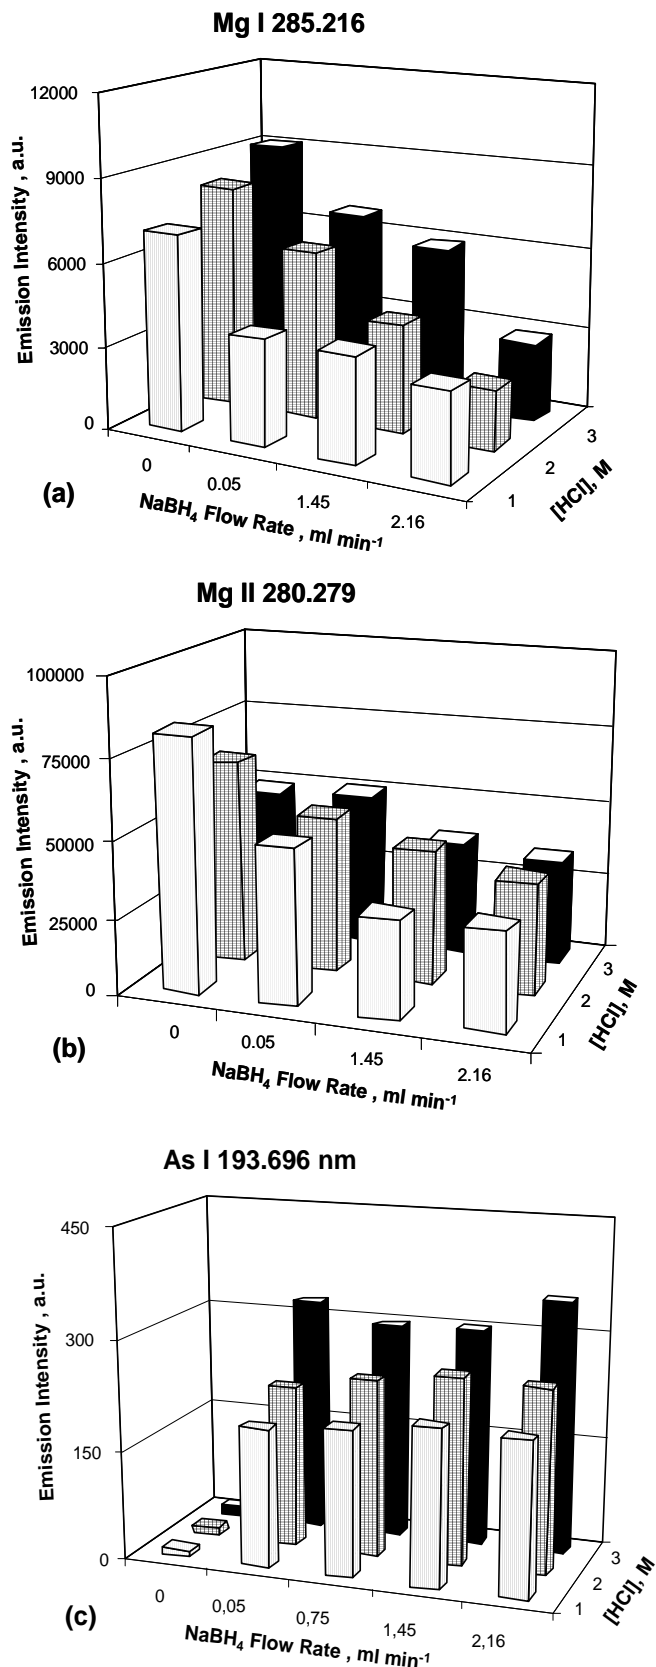 Mg I 285.216
12000
9000
6000
3000
0
Emission Intensity , a.u.
0
0.05
1.45
2.16
NaBH₄ Flow Rate , ml min⁻¹
1
2
3
[HCl], M
(a)
Mg II 280.279
100000
75000
50000
25000
0
Emission Intensity , a.u.
0
0.05
1.45
2.16
NaBH₄ Flow Rate , ml min⁻¹
1
2
3
[HCl], M
(b)
As I 193.696 nm
450
300
150
0
Emission Intensity , a.u.
0
0,05
0,75
1,45
2,16
NaBH₄ Flow Rate , ml min⁻¹
1
2
3
[HCl], M
(c)